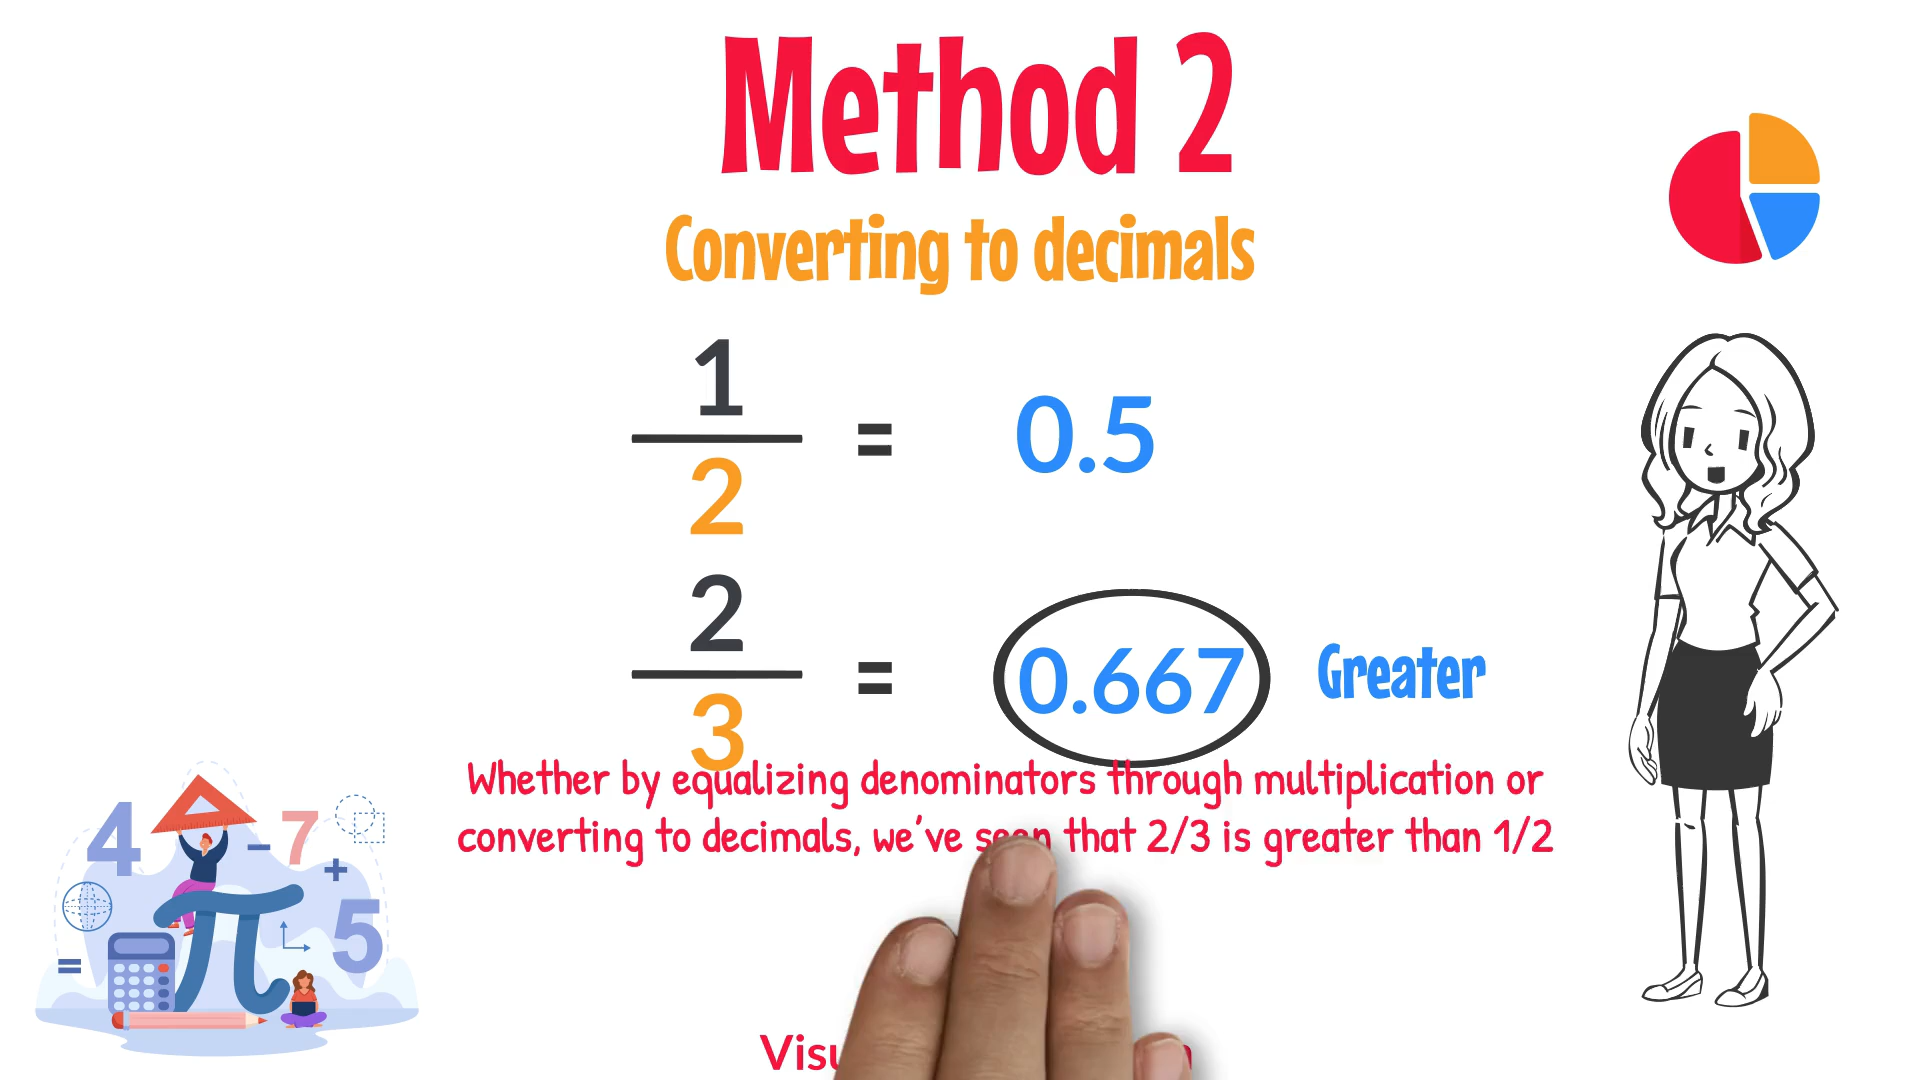 Method 2
Converting to decimals
1
2
=
0.5
2
3
=
0.667
Greater
Whether by equalizing denominators through multiplication or
converting to decimals, we've seen that 2/3 is greater than 1/2
4
-7
+
5
=
π